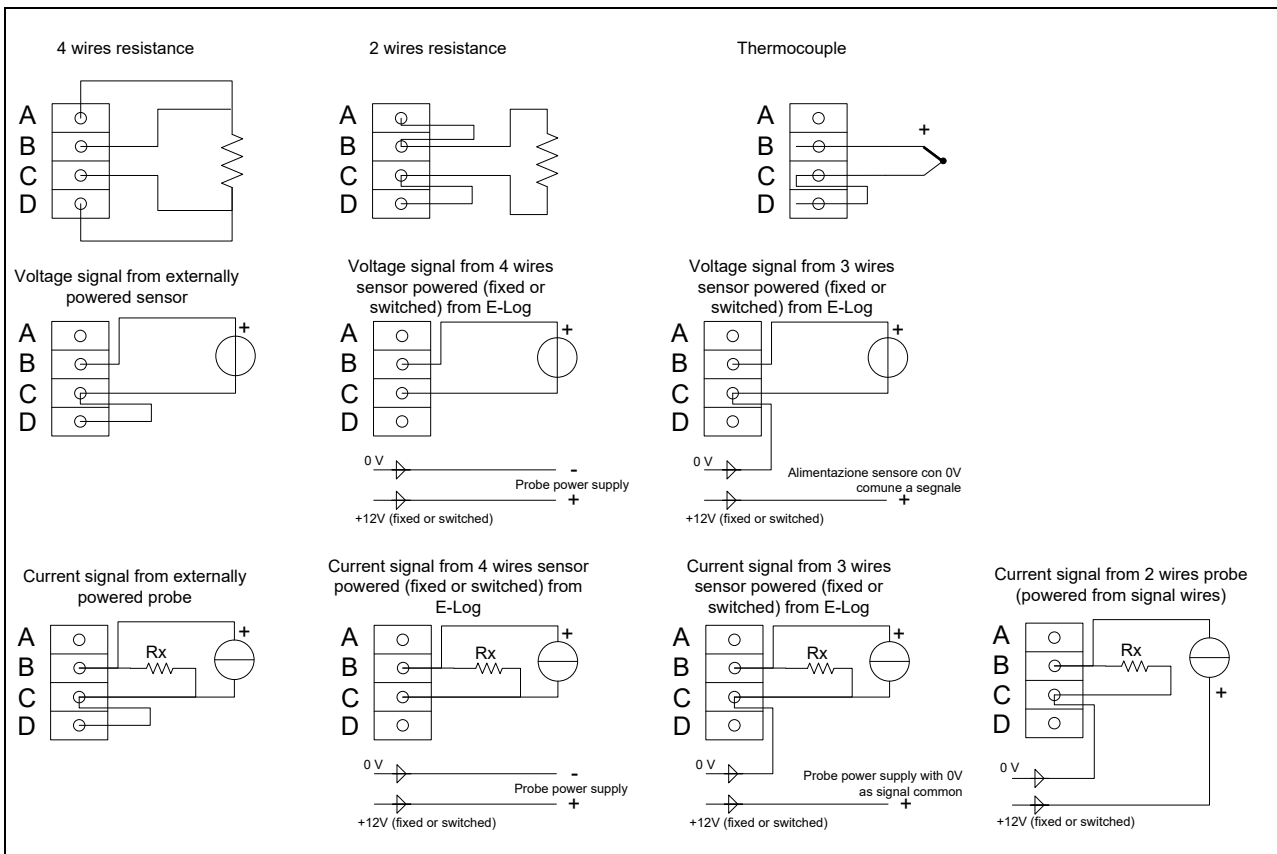 4 wires resistance
A
B
C
D
2 wires resistance
A
B
C
D
Thermocouple
A
B
C
D
+
Voltage signal from externally
powered sensor
A
B
C
D
+
Voltage signal from 4 wires
sensor powered (fixed or
switched) from E-Log
A
B
C
D
+
0 V
-
Probe power supply
+
+12V (fixed or switched)
Voltage signal from 3 wires
sensor powered (fixed or
switched) from E-Log
A
B
C
D
+
0 V
Alimentazione sensore con 0V
comune a segnale
+
+12V (fixed or switched)
Current signal from externally
powered probe
A
B
C
D
Rx
+
Current signal from 4 wires sensor
powered (fixed or switched) from
E-Log
A
B
C
D
Rx
+
0 V
-
Probe power supply
+
+12V (fixed or switched)
Current signal from 3 wires
sensor powered (fixed or
switched) from E-Log
A
B
C
D
Rx
+
0 V
Probe power supply with 0V
as signal common
+
+12V (fixed or switched)
Current signal from 2 wires probe
(powered from signal wires)
A
B
C
D
Rx
+
0 V
+12V (fixed or switched)